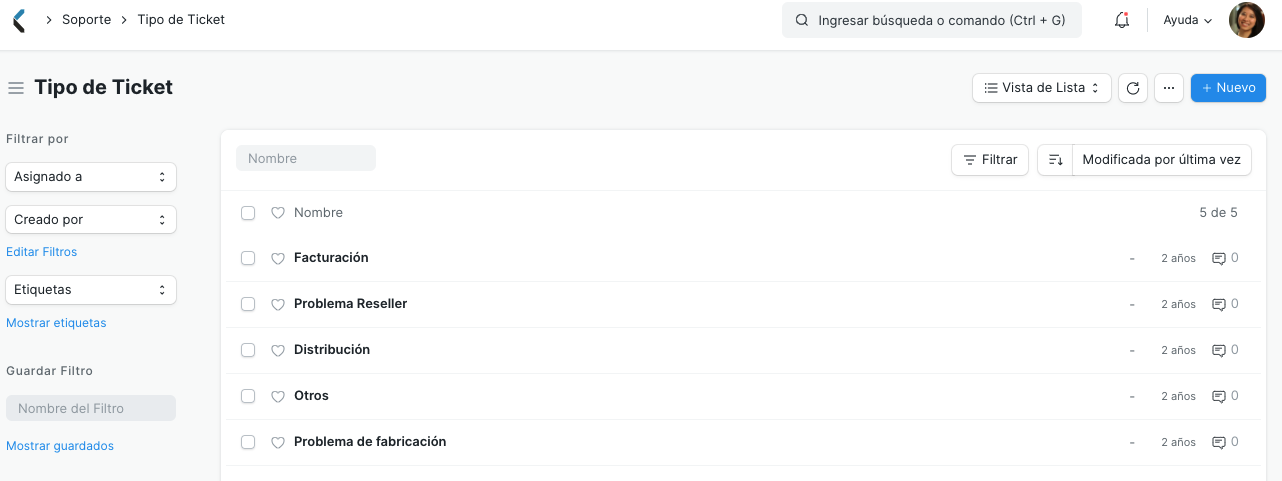 Soporte Tipo de Ticket Ingresar búsqueda o comando (Ctrl + G) Ayuda
Tipo de Ticket Vista de Lista ··· + Nuevo
Filtrar por
Asignado a
Creado por
Editar Filtros
Etiquetas
Mostrar etiquetas
Guardar Filtro
Nombre del Filtro
Mostrar guardados
Nombre Filtrar Modificada por última vez
Nombre 5 de 5
Facturación - 2 años 0
Problema Reseller - 2 años 0
Distribución - 2 años 0
Otros - 2 años 0
Problema de fabricación - 2 años 0